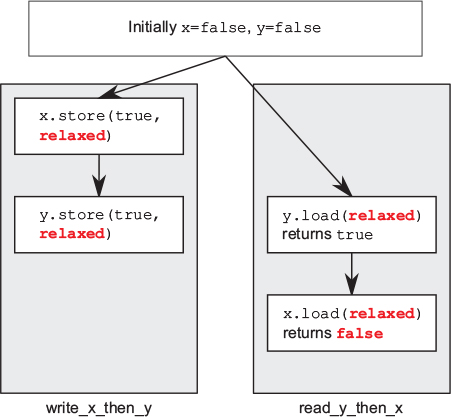 Initially x=false, y=false
x.store(true,
relaxed)
y.store(true,
relaxed)
y.load(relaxed)
returns true
x.load(relaxed)
returns false
write_x_then_y
read_y_then_x